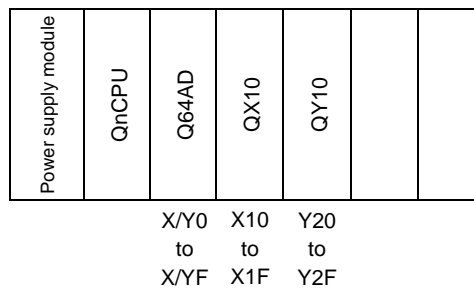 Power supply module
QnCPU
Q64AD
QX10
QY10
X/Y0 X10 Y20
to to to
X/YF X1F Y2F